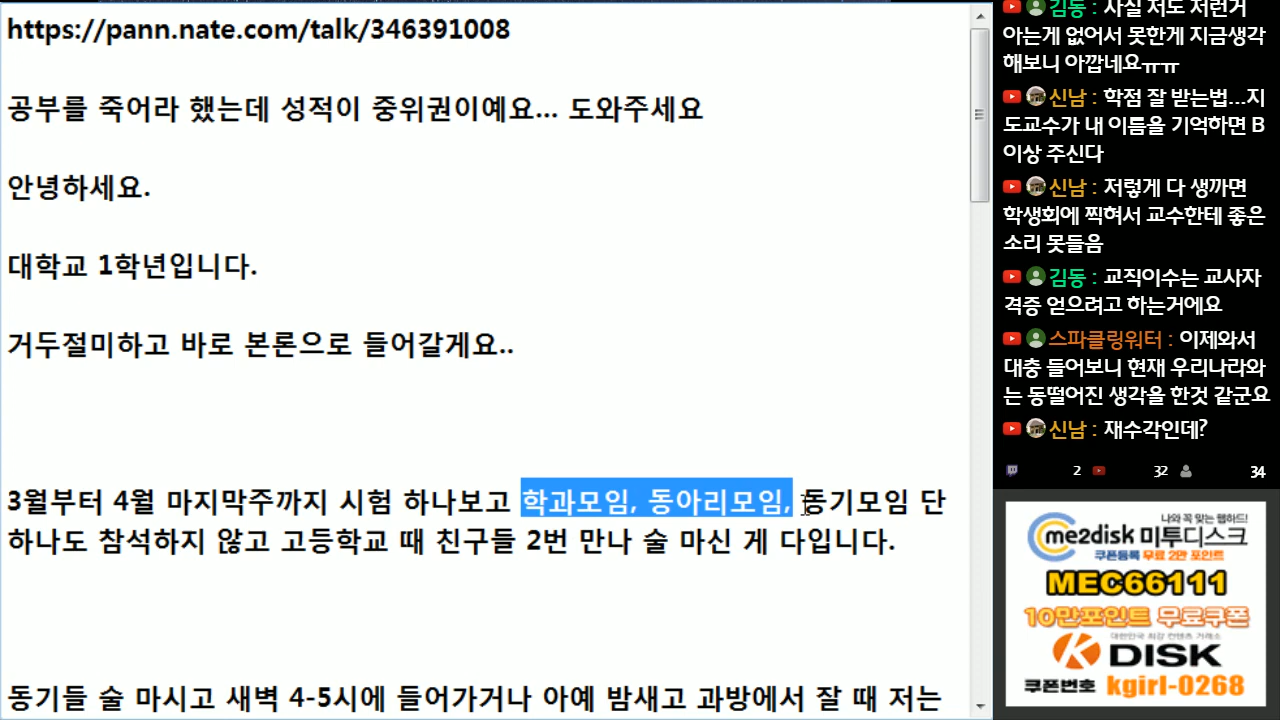 https://pann.nate.com/talk/346391008
공부를 죽어라 했는데 성적이 중위권이예요... 도와주세요
안녕하세요.
대학교 1학년입니다.
거두절미하고 바로 본론으로 들어갈게요..
3월부터 4월 마지막주까지 시험 하나보고 학과모임, 동아리모임, 동기모임 단
하나도 참석하지 않고 고등학교 때 친구들 2번 만나 술 마신 게 다입니다.
동기들 술 마시고 새벽 4-5시에 들어가거나 아예 밤새고 과방에서 잘 때 저는
김동 : 사실 저도 저런거
아는게 없어서 못한게 지금생각
해보니 아깝네요ㅠㅠ
신남 : 학점 잘 받는법...지
도교수가 내 이름을 기억하면 B
이상 주신다
신남 : 저렇게 다 생까면
학생회에 찍혀서 교수한테 좋은
소리 못들음
김동 : 교직이수는 교사자
격증 얻으려고 하는거에요
스파클링워터 : 이제와서
대충 들어보니 현재 우리나라와
는 동떨어진 생각을 한것 같군요
신남 : 재수각인데?
2 32 34
나와 꼭 맞는 웹하드!
me2disk 미투디스크
쿠폰등록 무료 2만 포인트
MEC66111
10만포인트 무료쿠폰
대한민국 최강 컨텐츠 거래소
K DISK
쿠폰번호 kgirl-0268